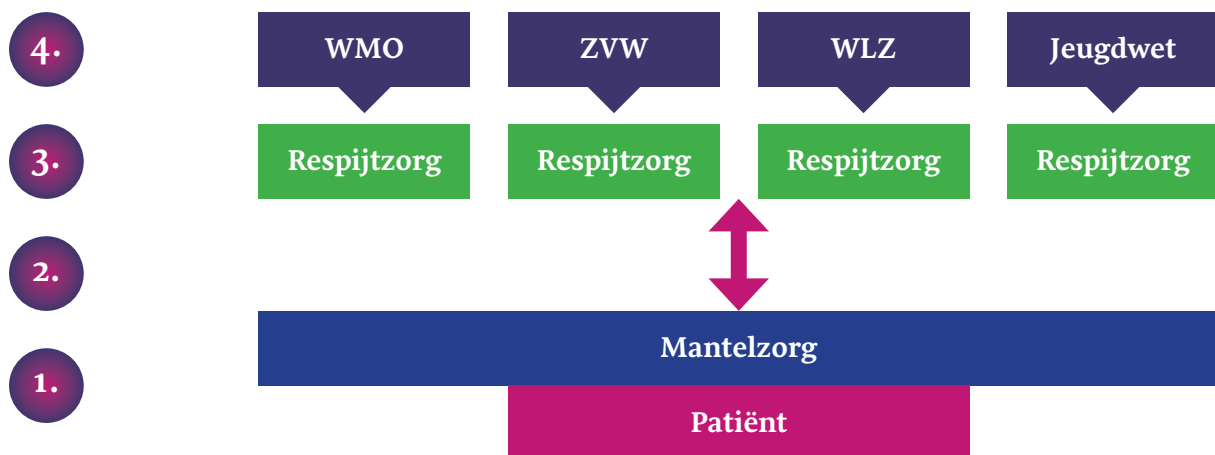 4. WMO ZVW WLZ Jeugdwet
3. Respijtzorg Respijtzorg Respijtzorg Respijtzorg
2.
Mantelzorg
1.
Patiënt